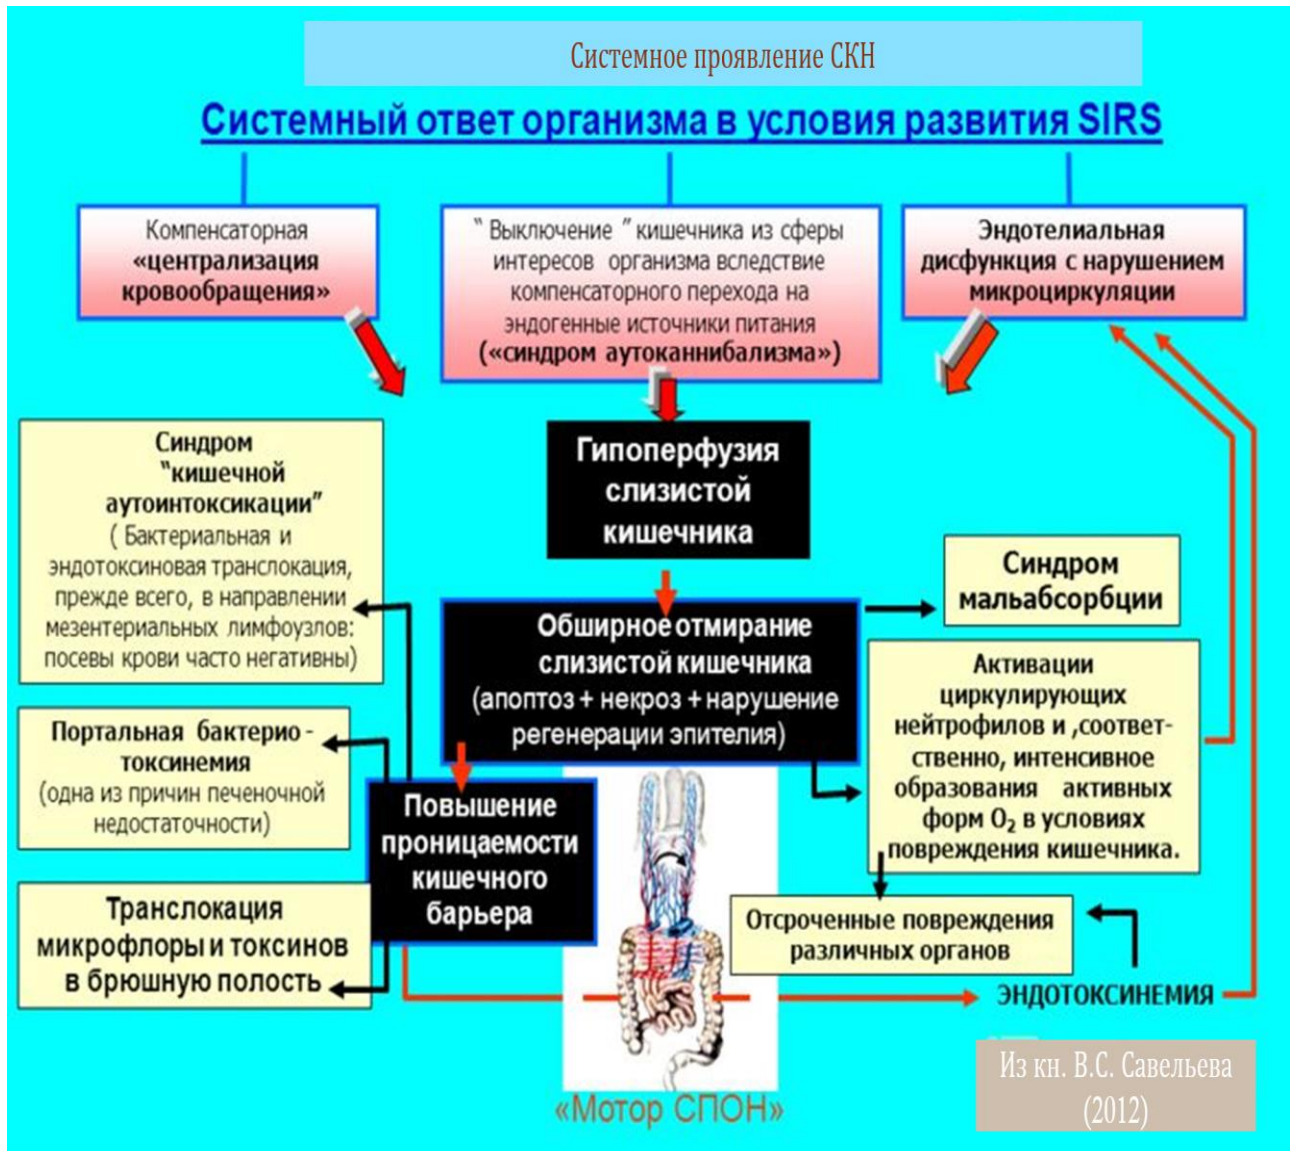 Системное проявление СКН
Системный ответ организма в условия развития SIRS
Компенсаторная
«централизация
кровообращения»
“ Выключение ” кишечника из сферы
интересов организма вследствие
компенсаторного перехода на
эндогенные источники питания
(«синдром аутоканнибализма»)
Эндотелиальная
дисфункция с нарушением
микроциркуляции
Гипоперфузия
слизистой
кишечника
Синдром
“кишечной
аутоинтоксикации”
( Бактериальная и
эндотоксиновая транслокация,
прежде всего, в направлении
мезентериальных лимфоузлов:
посевы крови часто негативны)
Обширное отмирание
слизистой кишечника
(апоптоз + некроз + нарушение
регенерации эпителия)
Синдром
мальабсорбции
Активации
циркулирующих
нейтрофилов и ,соответ-
ственно, интенсивное
образования активных
форм O₂ в условиях
повреждения кишечника.
Портальная бактерио -
токсинемия
(одна из причин печеночной
недостаточности)
Повышение
проницаемости
кишечного
барьера
Транслокация
микрофлоры и токсинов
в брюшную полость
Отсроченные повреждения
различных органов
ЭНДОТОКСИНЕМИЯ
«Мотор СПОН»
Из кн. В.С. Савельева
(2012)